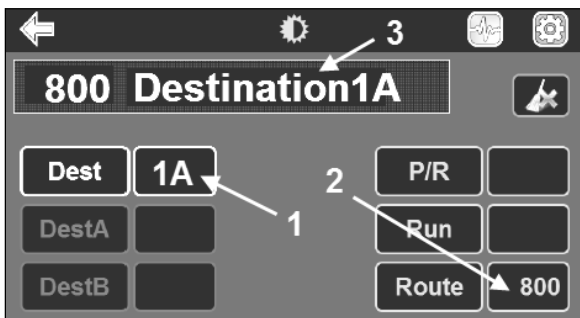 3
800 Destination1A
Dest 1A 2 P/R
DestA 1 Run
DestB Route 800